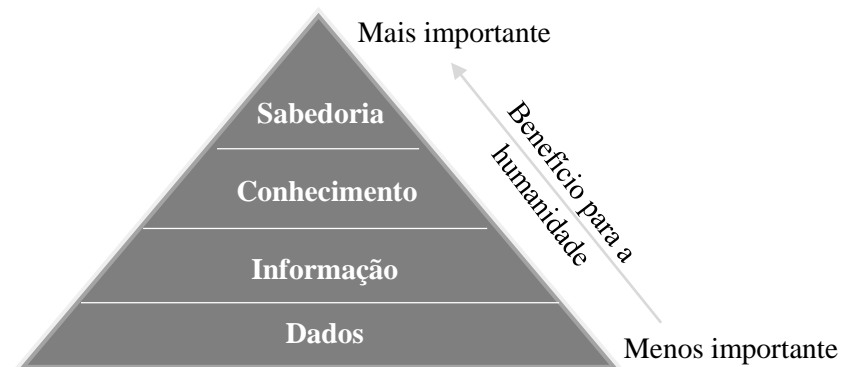 Mais importante
Sabedoria
Conhecimento
Benefício para a
humanidade
Informação
Dados
Menos importante